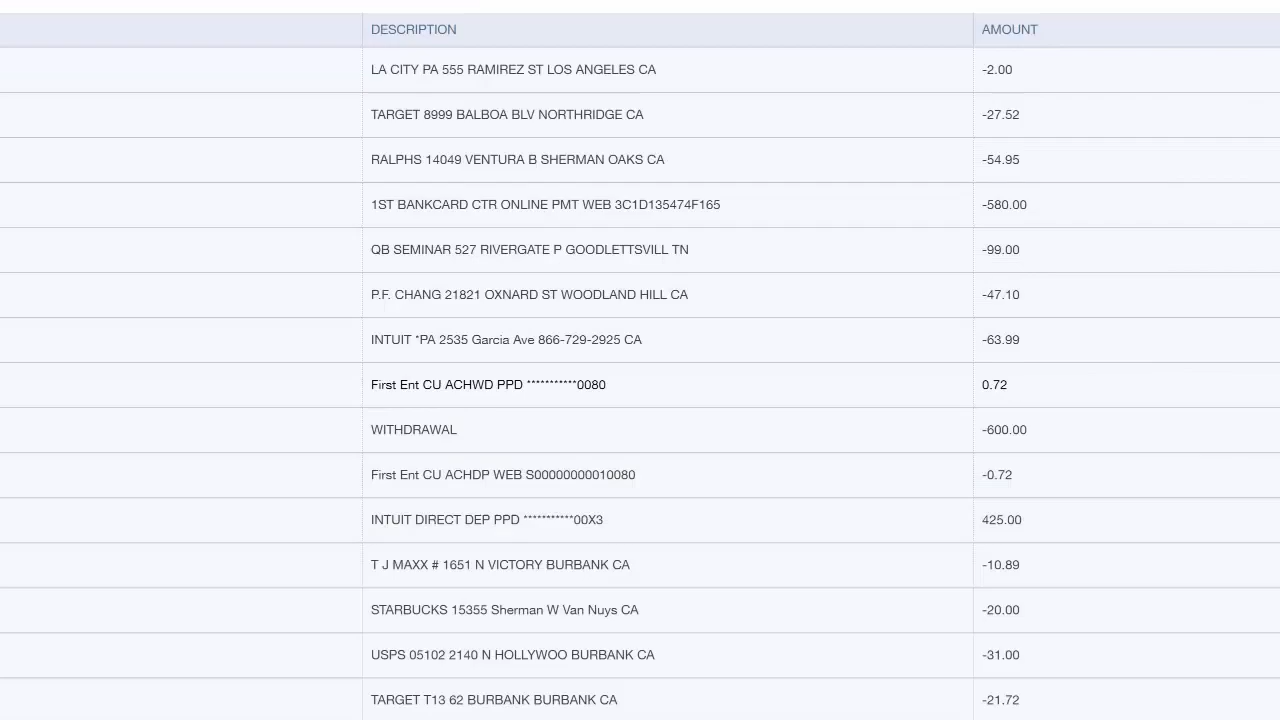 DESCRIPTION AMOUNT
LA CITY PA 555 RAMIREZ ST LOS ANGELES CA -2.00
TARGET 8999 BALBOA BLV NORTHRIDGE CA -27.52
RALPHS 14049 VENTURA B SHERMAN OAKS CA -54.95
1ST BANKCARD CTR ONLINE PMT WEB 3C1D135474F165 -580.00
QB SEMINAR 527 RIVERGATE P GOODLETTSVILL TN -99.00
P.F. CHANG 21821 OXNARD ST WOODLAND HILL CA -47.10
INTUIT *PA 2535 Garcia Ave 866-729-2925 CA -63.99
First Ent CU ACHWD PPD ***********0080 0.72
WITHDRAWAL -600.00
First Ent CU ACHDP WEB S00000000010080 -0.72
INTUIT DIRECT DEP PPD ***********00X3 425.00
T J MAXX # 1651 N VICTORY BURBANK CA -10.89
STARBUCKS 15355 Sherman W Van Nuys CA -20.00
USPS 05102 2140 N HOLLYWOO BURBANK CA -31.00
TARGET T13 62 BURBANK BURBANK CA -21.72